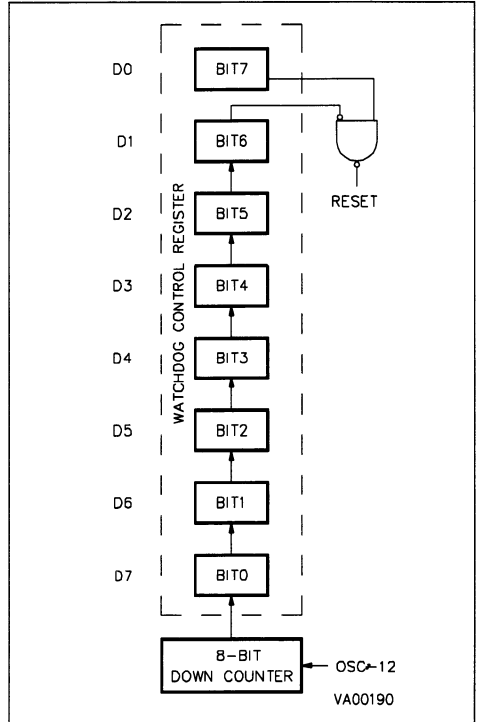 D0 BIT7
D1 BIT6
RESET
D2 BIT5
D3 BIT4
WATCHDOG CONTROL REGISTER
D4 BIT3
D5 BIT2
D6 BIT1
D7 BIT0
8-BIT
DOWN COUNTER
OSC÷12
VA00190